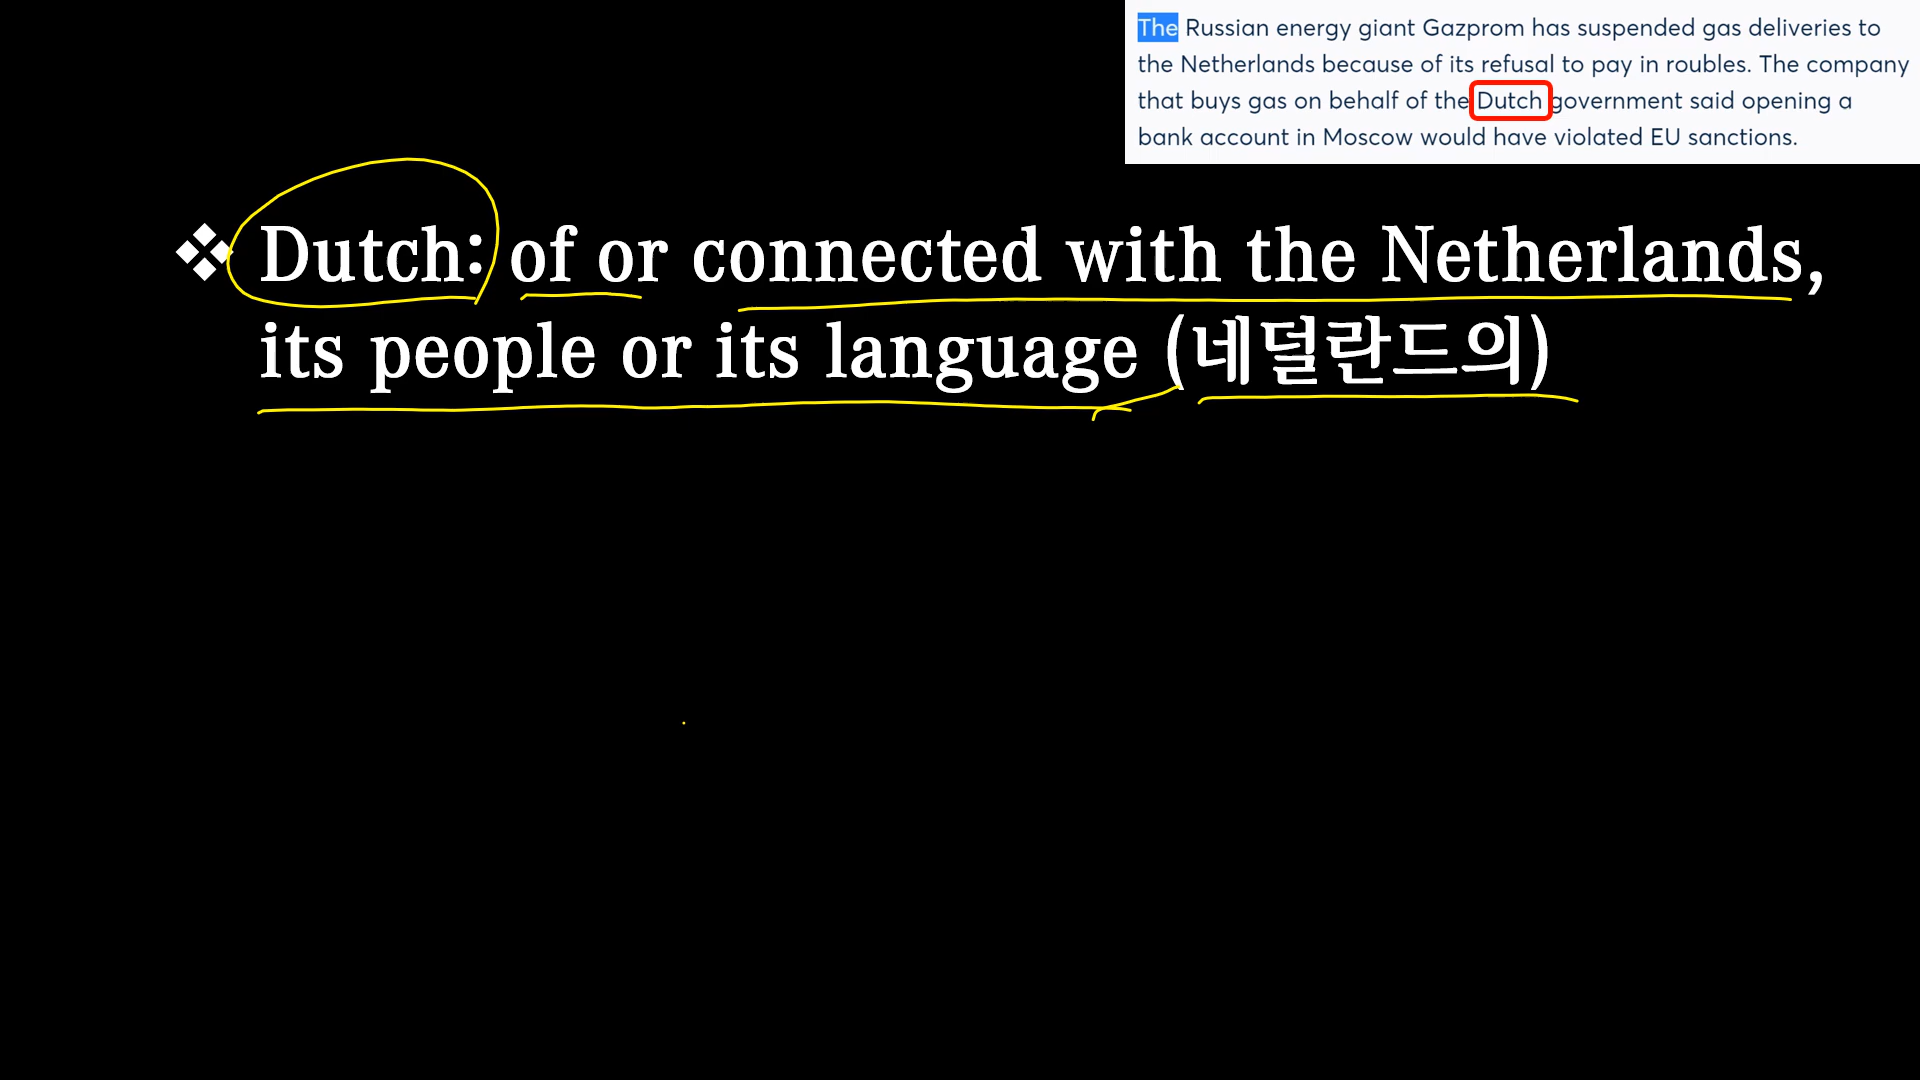 The Russian energy giant Gazprom has suspended gas deliveries to
the Netherlands because of its refusal to pay in roubles. The company
that buys gas on behalf of the Dutch government said opening a
bank account in Moscow would have violated EU sanctions.
Dutch: of or connected with the Netherlands,
its people or its language (네덜란드의)